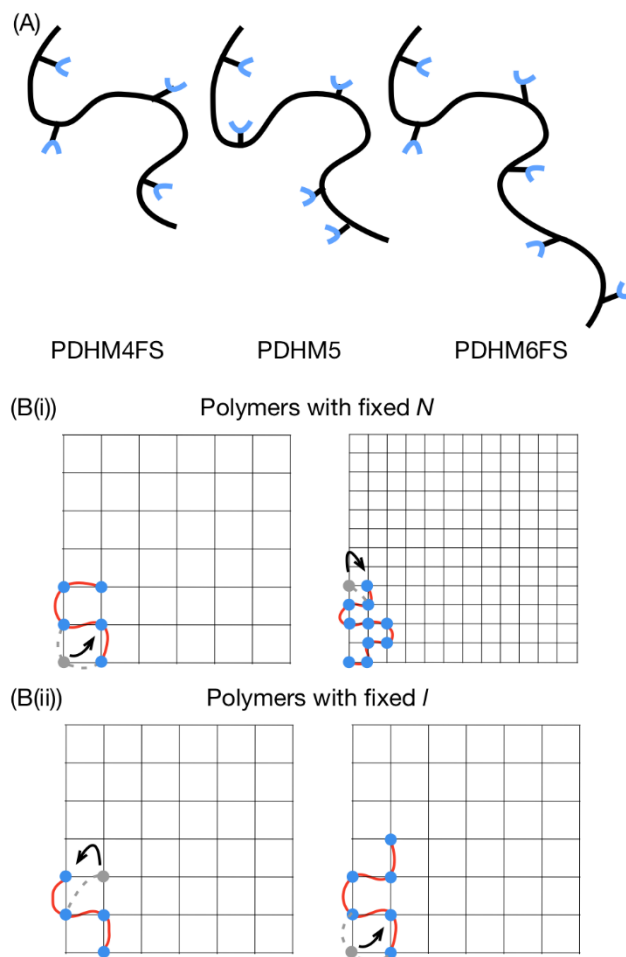 (A)
PDHM4FS PDHM5 PDHM6FS
(B(i)) Polymers with fixed N
(B(ii)) Polymers with fixed l